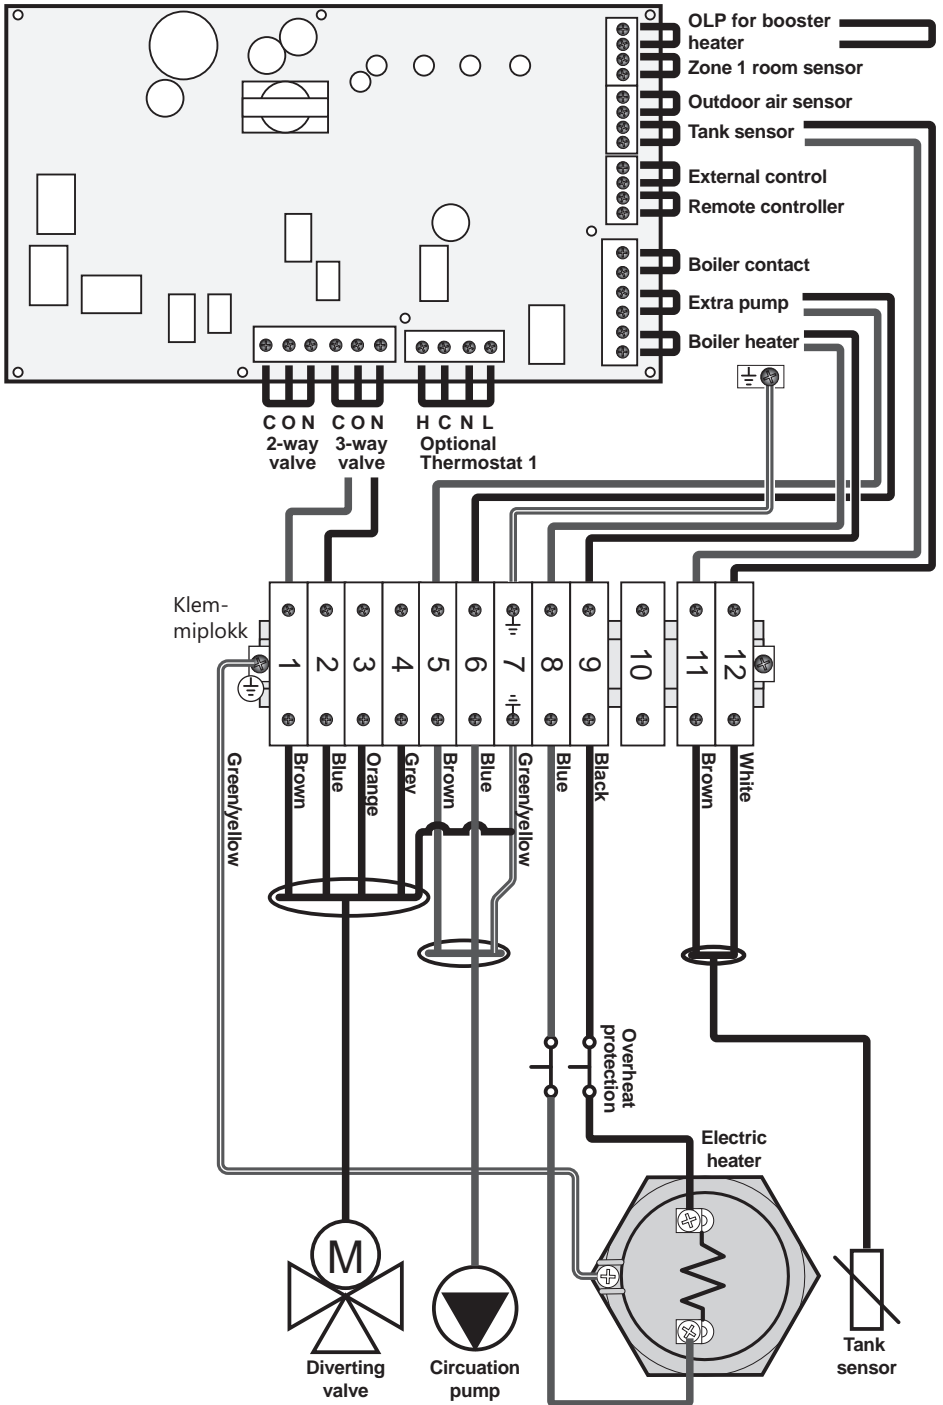 OLP for booster
heater
Zone 1 room sensor
Outdoor air sensor
Tank sensor
External control
Remote controller
Boiler contact
Extra pump
Boiler heater
C O N C O N H C N L
2-way
valve
3-way
valve
Optional
Thermostat 1
Klem-
miplokk
1 2 3 4 5 6 7 8 9 10 11 12
Green/yellow
Brown
Blue
Orange
Grey
Brown
Blue
Green/yellow
Blue
Black
Brown
White
Overheat
protection
Electric
heater
M
Diverting
valve
Circuation
pump
Tank
sensor